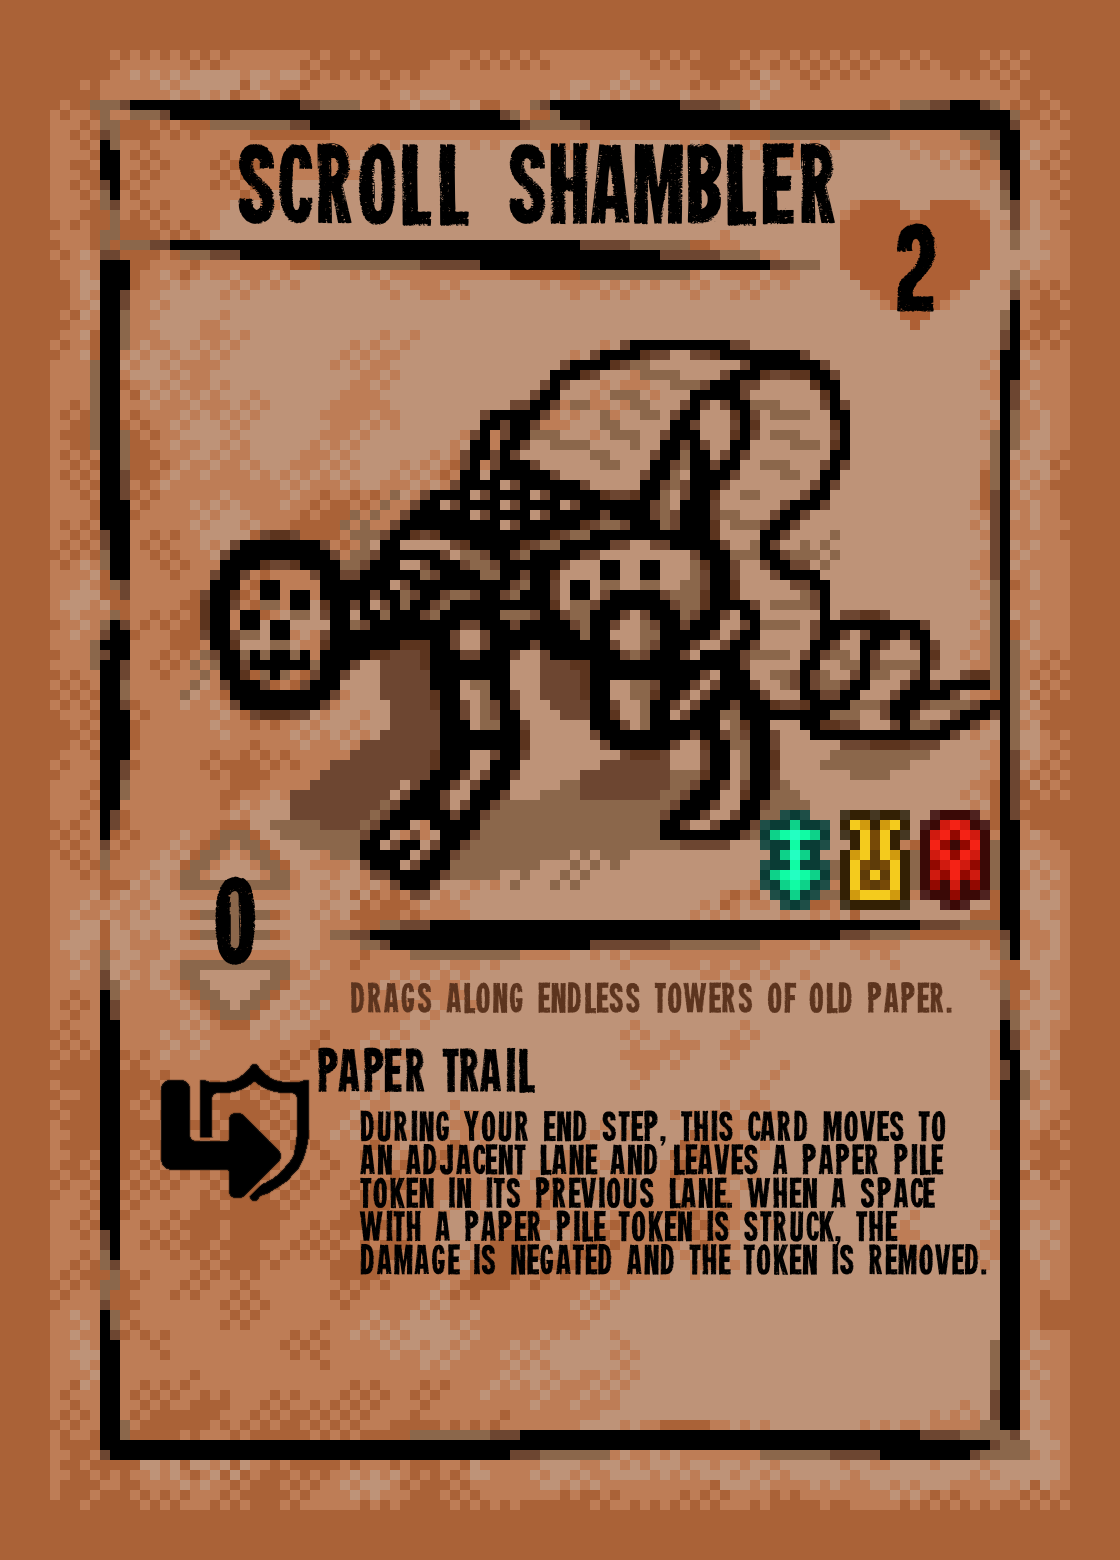 SCROLL SHAMBLER
2
0
DRAGS ALONG ENDLESS TOWERS OF OLD PAPER.
PAPER TRAIL
DURING YOUR END STEP, THIS CARD MOVES TO
AN ADJACENT LANE AND LEAVES A PAPER PILE
TOKEN IN ITS PREVIOUS LANE. WHEN A SPACE
WITH A PAPER PILE TOKEN IS STRUCK, THE
DAMAGE IS NEGATED AND THE TOKEN IS REMOVED.